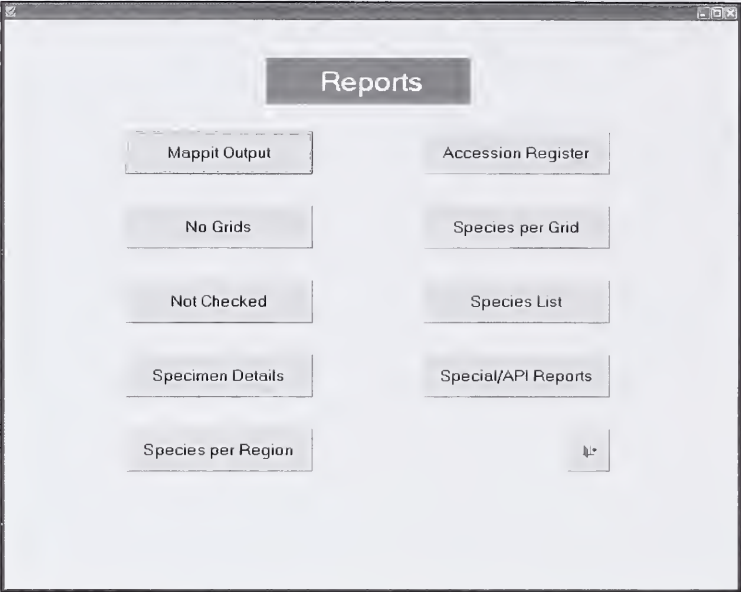 Reports
Mappit Output
Accession Register
No Grids
Species per Grid
Not Checked
Species List
Specimen Details
Special/API Reports
Species per Region